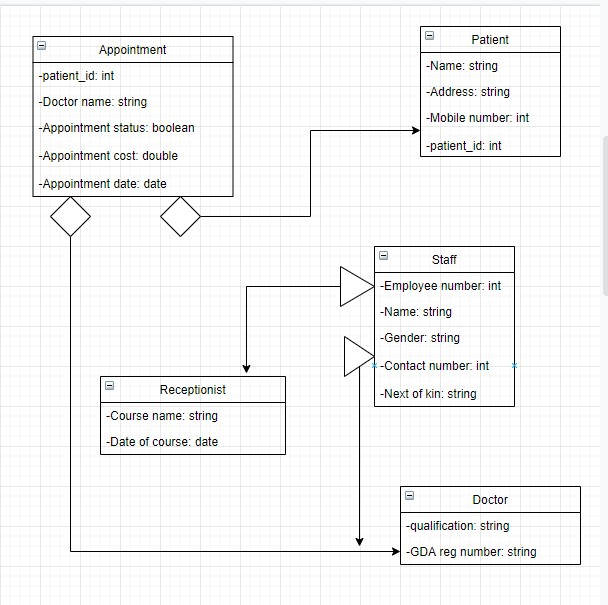 Appointment
-patient_id: int
-Doctor name: string
-Appointment status: boolean
-Appointment cost: double
-Appointment date: date
Patient
-Name: string
-Address: string
-Mobile number: int
-patient_id: int
Staff
-Employee number: int
-Name: string
-Gender: string
-Contact number: int
-Next of kin: string
Receptionist
-Course name: string
-Date of course: date
Doctor
-qualification: string
-GDA reg number: string